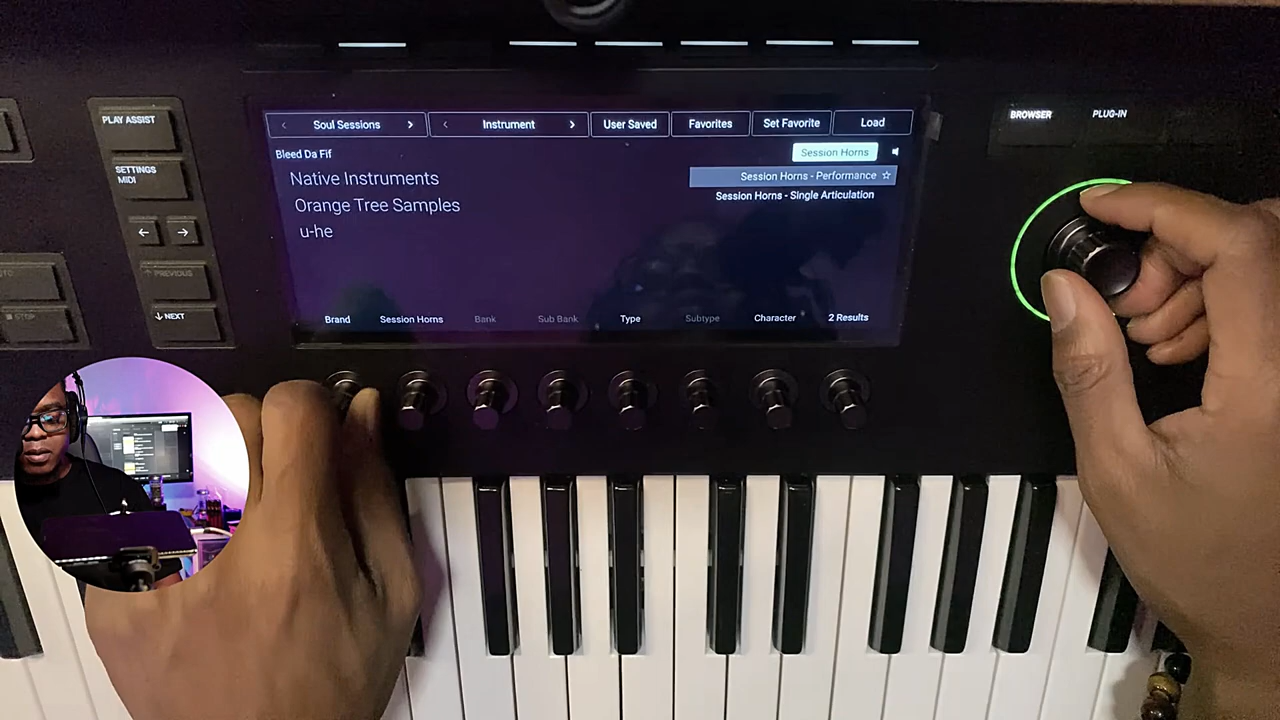 PLAY ASSIST
SETTINGS
MIDI
PREVIOUS
NEXT
STOP
Soul Sessions
Instrument
User Saved
Favorites
Set Favorite
Load
Bleed Da Fif
Native Instruments
Orange Tree Samples
u-he
Session Horns
Session Horns - Performance
Session Horns - Single Articulation
Brand
Session Horns
Bank
Sub Bank
Type
Subtype
Character
2 Results
BROWSER
PLUG-IN